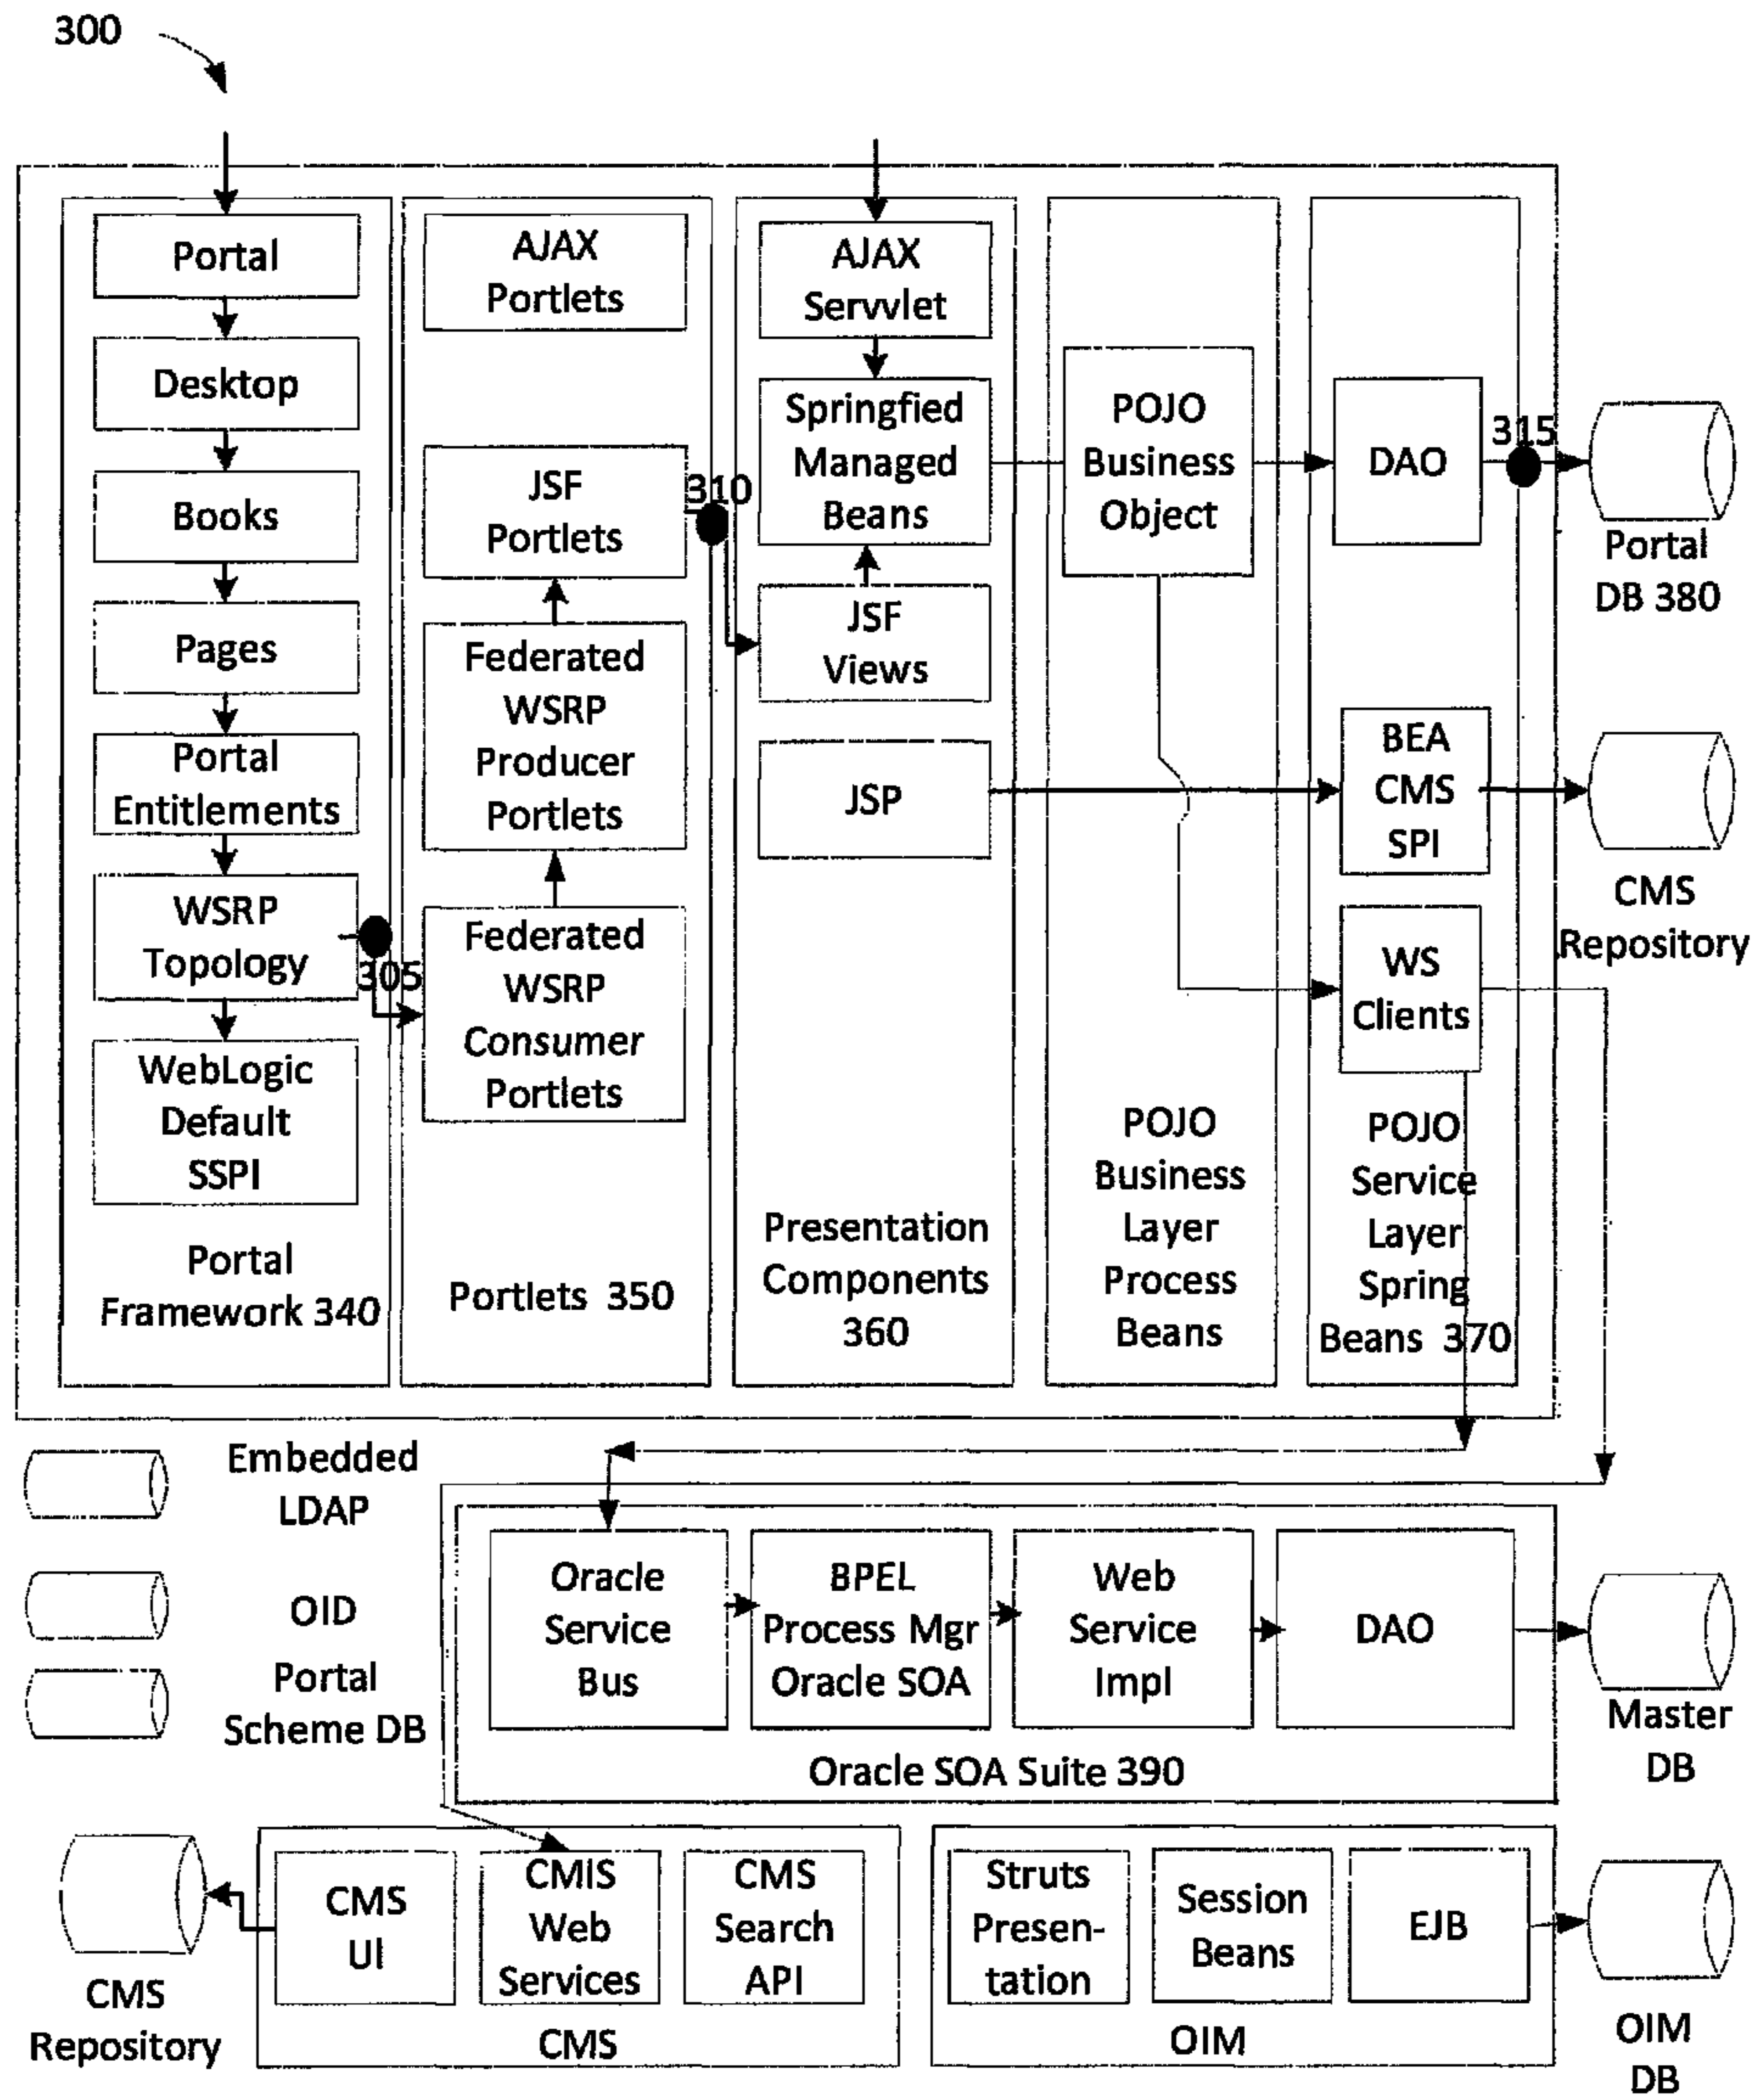 300
Portal
Desktop
Books
Pages
Portal
Entitlements
WSRP
Topology
305
WebLogic
Default
SSPI
Portal
Framework 340
AJAX
Portlets
JSF
Portlets
310
Federated
WSRP
Producer
Portlets
Federated
WSRP
Consumer
Portlets
Portlets 350
AJAX
Servvlet
Springfied
Managed
Beans
JSF
Views
JSP
Presentation
Components
360
POJO
Business
Object
POJO
Business
Layer
Process
Beans
DAO
315
BEA
CMS
SPI
WS
Clients
POJO
Service
Layer
Spring
Beans 370
Portal
DB 380
CMS
Repository
Embedded
LDAP
OID
Portal
Scheme DB
Oracle
Service
Bus
BPEL
Process Mgr
Oracle SOA
Web
Service
Impl
DAO
Oracle SOA Suite 390
Master
DB
CMS
Repository
CMS
UI
CMIS
Web
Services
CMS
Search
API
CMS
Struts
Presen-
tation
Session
Beans
EJB
OIM
OIM
DB